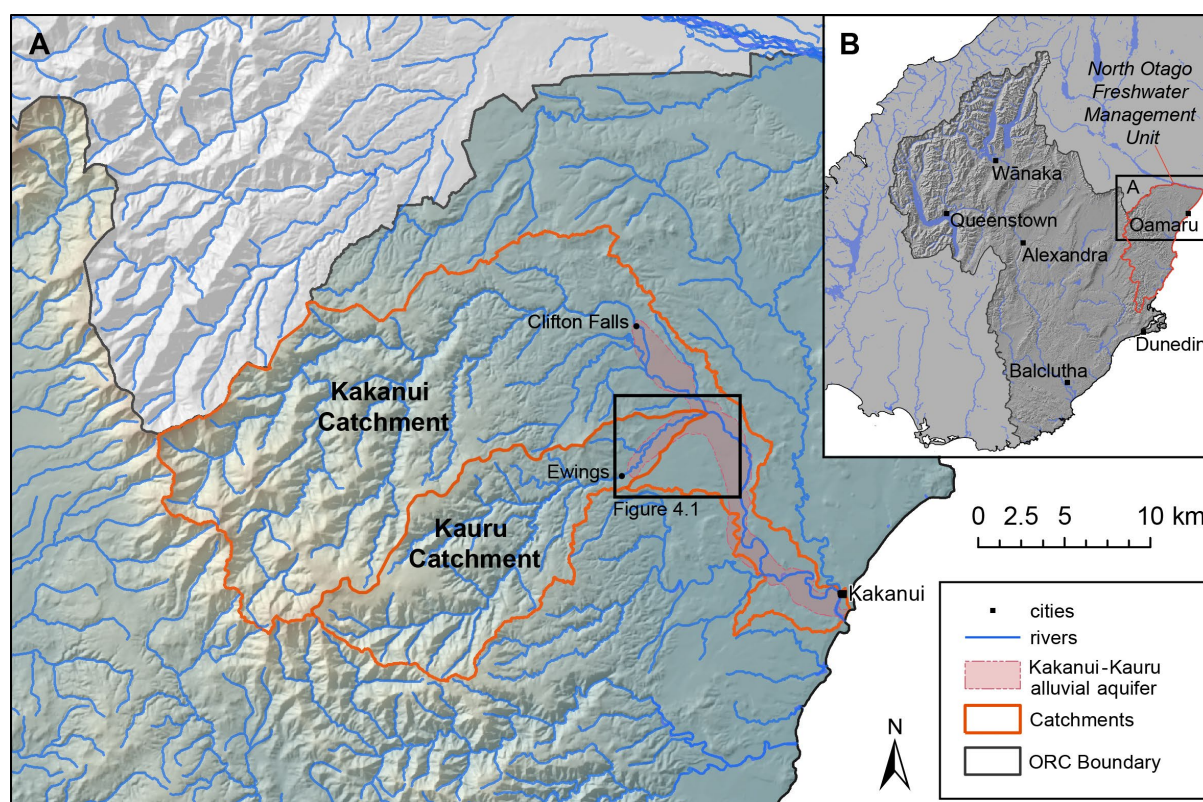 A
Clifton Falls
Kakanui
Catchment
Ewings
Figure 4.1
Kauru
Catchment
Kakanui
B
North Otago
Freshwater
Management
Unit
A
Wānaka
Oamaru
Queenstown
Alexandra
Dunedin
Balclutha
0 2.5 5 10 km
N
cities
rivers
Kakanui-Kauru
alluvial aquifer
Catchments
ORC Boundary